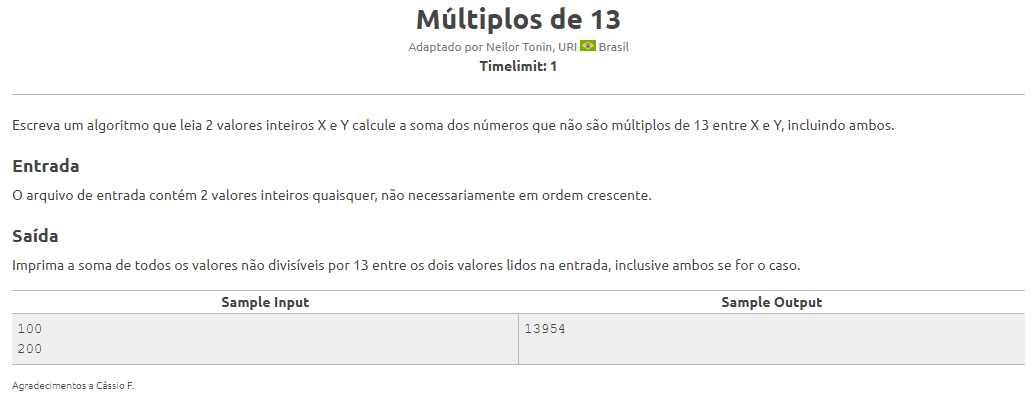 Múltiplos de 13
Adaptado por Neilor Tonin, URI Brasil
Timelimit: 1
Escreva um algoritmo que leia 2 valores inteiros X e Y calcule a soma dos números que não são múltiplos de 13 entre X e Y, incluindo ambos.
Entrada
O arquivo de entrada contém 2 valores inteiros quaisquer, não necessariamente em ordem crescente.
Saída
Imprima a soma de todos os valores não divisíveis por 13 entre os dois valores lidos na entrada, inclusive ambos se for o caso.
Sample Input Sample Output
100 13954
200
Agradecimentos a Cássio F.